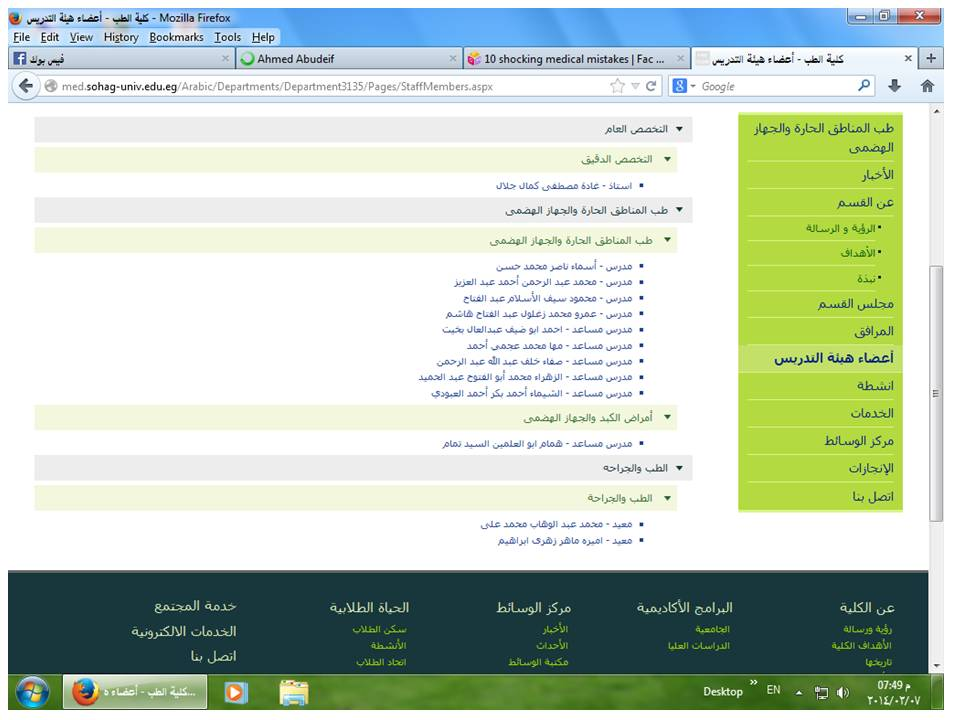 كلية الطب - أعضاء هيئة التدريس - Mozilla Firefox
File Edit View History Bookmarks Tools Help
فيس بوك
Ahmed Abudeif
10 shocking medical mistakes | Fac ...
كلية الطب - أعضاء هيئة التدريس
med.sohag-univ.edu.eg/Arabic/Departments/Department3135/Pages/StaffMembers.aspx
Google
طب المناطق الحارة والجهاز
الهضمى
الأخبار
عن القسم
الرؤية و الرسالة
الأهداف
نبذة
مجلس القسم
المرافق
أعضاء هيئة التدريس
انشطة
الخدمات
مركز الوسائط
الإنجازات
اتصل بنا
التخصص العام
التخصص الدقيق
استاذ - غادة مصطفى كمال جلال
طب المناطق الحارة والجهاز الهضمى
طب المناطق الحارة والجهاز الهضمى
مدرس - أسماء ناصر محمد حسن
مدرس - محمد عبد الرحمن أحمد عبد العزيز
مدرس - محمود سيف الأسلام عبد الفتاح
مدرس - عمرو محمد زغلول عبد الفتاح هاشم
مدرس مساعد - احمد ابو ضيف عبدالعال بخيت
مدرس مساعد - مها محمد عجمي أحمد
مدرس مساعد - صفاء خلف عبد الله عبد الرحمن
مدرس مساعد - الزهراء محمد أبو الفتوح عبد الحميد
مدرس مساعد - الشيماء أحمد بكر أحمد العبودي
أمراض الكبد والجهاز الهضمى
مدرس مساعد - همام ابو العلمين السيد تمام
الطب والجراحه
الطب والجراحة
معيد - محمد عبد الوهاب محمد على
معيد - اميره ماهر زهرى ابراهيم
عن الكلية
رؤية ورسالة
الأهداف الكلية
تاريخها
البرامج الأكاديمية
الجامعية
الدراسات العليا
مركز الوسائط
الأخبار
الأحداث
مكتبة الوسائط
الحياة الطلابية
سكن الطلاب
الأنشطة
اتحاد الطلاب
خدمة المجتمع
الخدمات الالكترونية
اتصل بنا
كلية الطب - أعضاء ه...
Desktop
EN
٠٧:٤٩ م
٢٠١٤/٠٢/٠٧